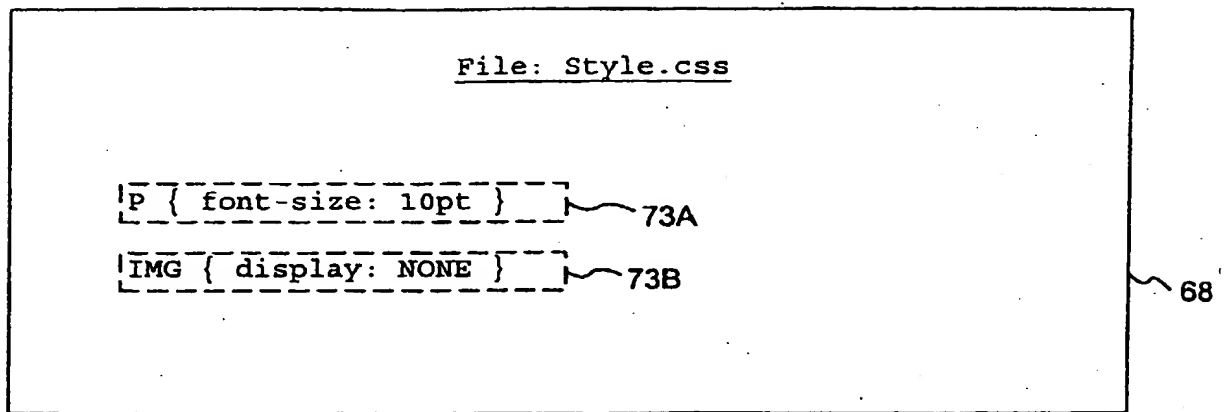 File: Style.css
P { font-size: 10pt }
73A
IMG { display: NONE }
73B
68'